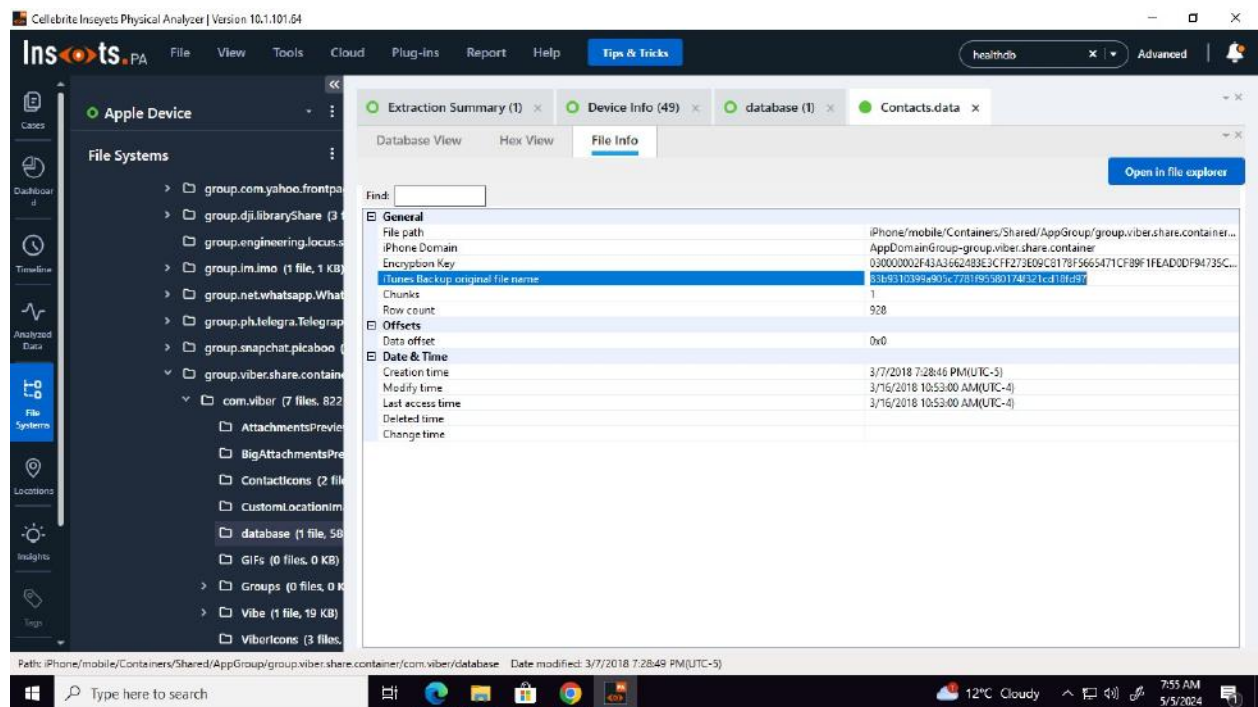 Cellebrite Inseyets Physical Analyzer | Version 10.1.101.64
Ins ts. PA File View Tools Cloud Plug-ins Report Help Tips & Tricks healthdb Advanced
Cases
Dashboar
d
Timeline
Analyzed
Data
File
Systems
Locations
Insights
Tags
Apple Device
File Systems
group.com.yahoo.frontpa
group.dji.libraryShare (3 f
group.engineering.locus.s
group.im.imo (1 file, 1 KB)
group.net.whatsapp.What
group.ph.telegra.Telegrap
group.snapchat.picaboo (
group.viber.share.contain
com.viber (7 files, 822
AttachmentsPreview
BigAttachmentsPre
ContactIcons (2 file
CustomLocationIm
database (1 file, 58
GIFs (0 files, 0 KB)
Groups (0 files, 0 K
Vibe (1 file, 19 KB)
ViberIcons (3 files,
Extraction Summary (1) Device Info (49) database (1) Contacts.data
Database View Hex View File Info
Open in file explorer
Find:
General
File path iPhone/mobile/Containers/Shared/AppGroup/group.viber.share.container...
iPhone Domain AppDomainGroup-group.viber.share.container
Encryption Key
iTunes Backup original file name 83b9310399a905c7781f95580174f321ccd18fd97
Chunks 1
Row count 928
Offsets
Data offset 0x0
Date & Time
Creation time 3/7/2018 7:28:46 PM(UTC-5)
Modify time 3/16/2018 10:53:00 AM(UTC-4)
Last access time 3/16/2018 10:53:00 AM(UTC-4)
Deleted time
Change time
Path: iPhone/mobile/Containers/Shared/AppGroup/group.viber.share.container/com.viber/database Date modified: 3/7/2018 7:28:49 PM(UTC-5)
Type here to search 12°C Cloudy 7:55 AM
5/5/2024